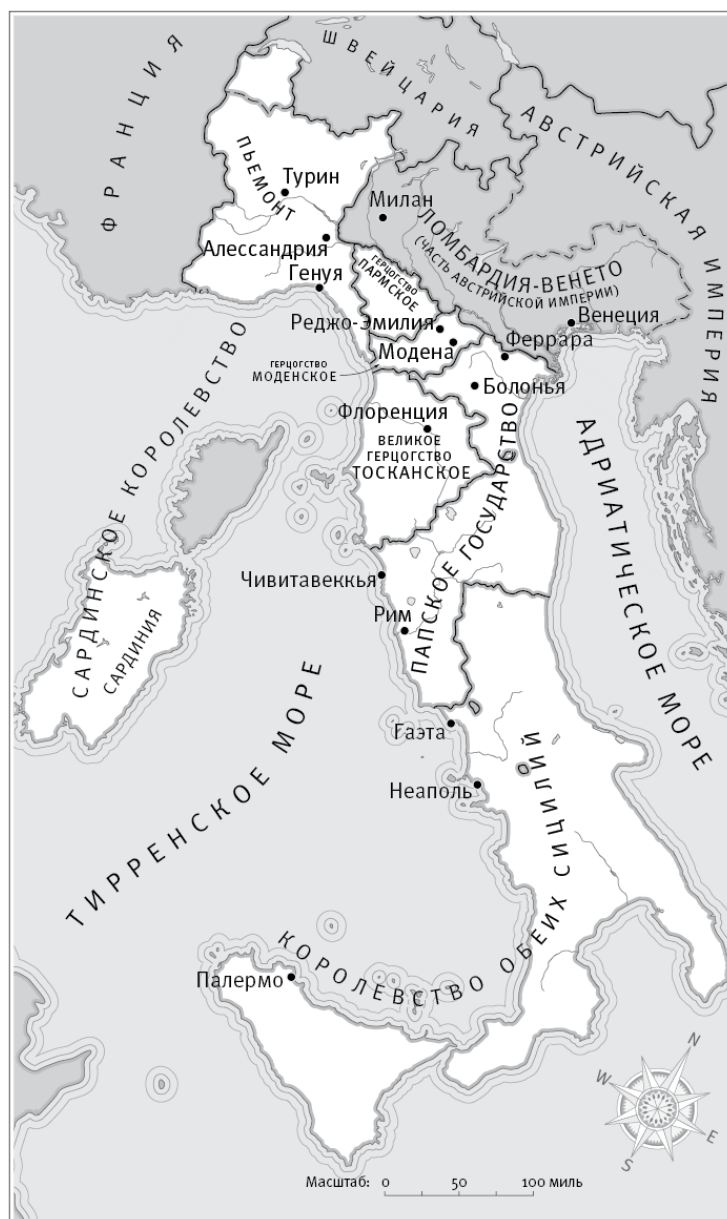 ФРАНЦИЯ
ШВЕЙЦАРИЯ
АВСТРИЙСКАЯ ИМПЕРИЯ
ПЬЕМОНТ
Турин
Милан
ЛОМБАРДИЯ-ВЕНЕТО
(ЧАСТЬ АВСТРИЙСКОЙ ИМПЕРИИ)
Алессандрия
Генуя
ГЕРЦОГСТВО
ПАРМСКОЕ
Венеция
Реджо-Эмилия
Феррара
Модена
ГЕРЦОГСТВО
МОДЕНСКОЕ
Болонья
Флоренция
ВЕЛИКОЕ
ГЕРЦОГСТВО
ТОСКАНСКОЕ
САРДИНСКОЕ КОРОЛЕВСТВО
САРДИНИЯ
ПАПСКОЕ ГОСУДАРСТВО
АДРИАТИЧЕСКОЕ МОРЕ
Чивитавеккья
Рим
Гаэта
Неаполь
ТИРРЕНСКОЕ МОРЕ
КОРОЛЕВСТВО ОБЕИХ СИЦИЛИЙ
Палермо
N
W
E
S
Масштаб: 0 50 100 миль